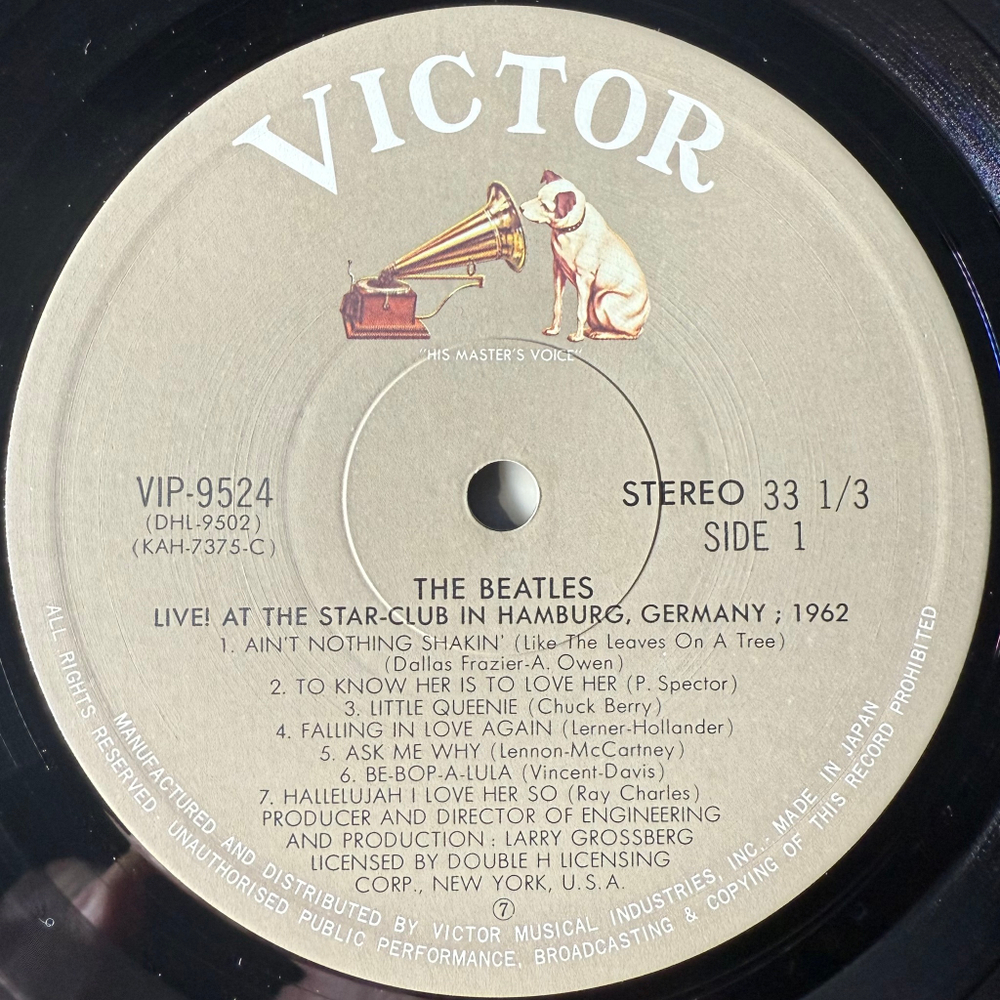 VICTOR
"HIS MASTER'S VOICE"
VIP-9524
(DHL-9502)
(KAH-7375-C)
STEREO 33 1/3
SIDE 1
THE BEATLES
LIVE! AT THE STAR-CLUB IN HAMBURG, GERMANY ; 1962
1. AIN'T NOTHING SHAKIN' (Like The Leaves On A Tree)
(Dallas Frazier-A. Owen)
2. TO KNOW HER IS TO LOVE HER (P. Spector)
3. LITTLE QUEENIE (Chuck Berry)
4. FALLING IN LOVE AGAIN (Lerner-Hollander)
5. ASK ME WHY (Lennon-McCartney)
6. BE-BOP-A-LULA (Vincent-Davis)
7. HALLELUJAH I LOVE HER SO (Ray Charles)
PRODUCER AND DIRECTOR OF ENGINEERING
AND PRODUCTION : LARRY GROSSBERG
LICENSED BY DOUBLE H LICENSING
CORP., NEW YORK, U.S.A.
⑦
MANUFACTURED AND DISTRIBUTED BY VICTOR MUSICAL INDUSTRIES, INC.. MADE IN JAPAN
ALL RIGHTS RESERVED UNAUTHORISED PUBLIC PERFORMANCE, BROADCASTING & COPYING OF THIS RECORD PROHIBITED